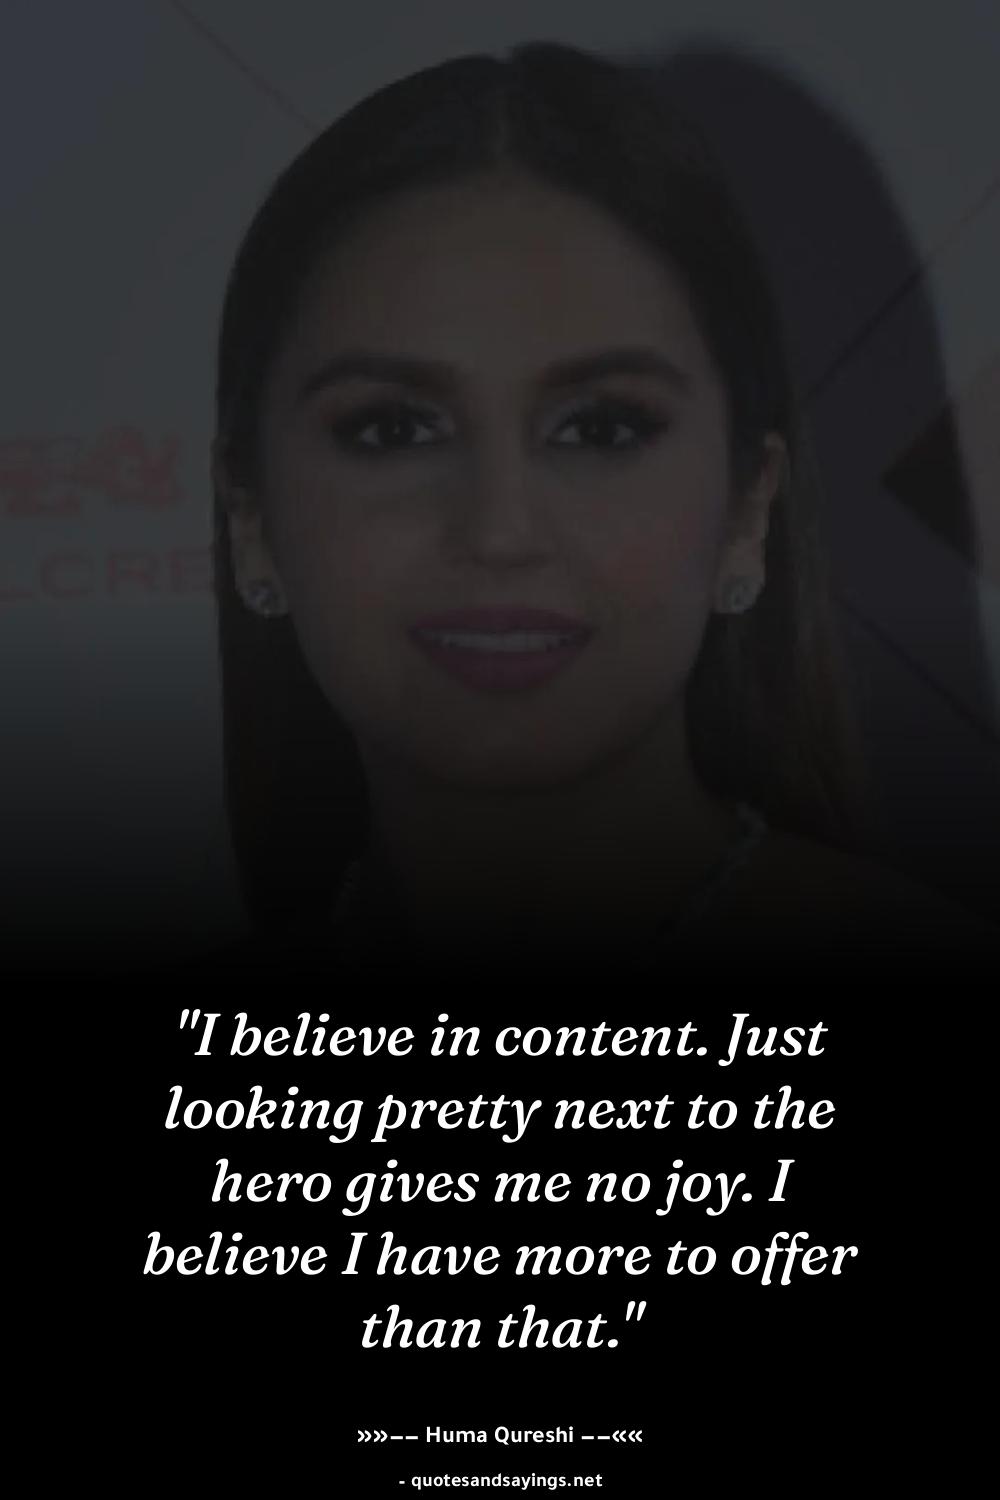 LCRE
"I believe in content. Just
looking pretty next to the
hero gives me no joy. I
believe I have more to offer
than that."
»»–– Huma Qureshi ––««
- quotesandsayings.net